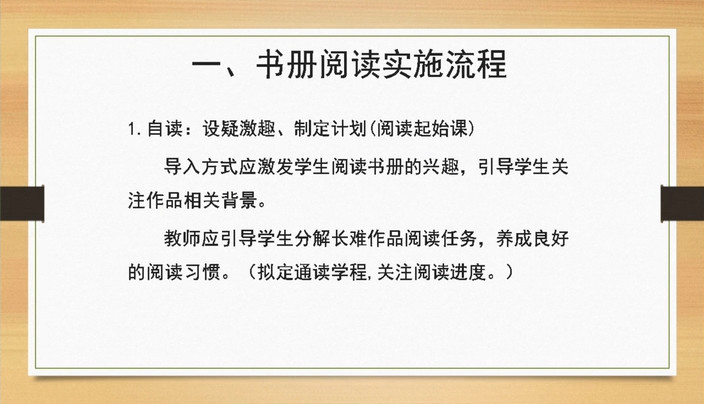 一、书册阅读实施流程
1.自读：设疑激趣、制定计划(阅读起始课)
导入方式应激发学生阅读书册的兴趣，引导学生关
注作品相关背景。
教师应引导学生分解长难作品阅读任务，养成良好
的阅读习惯。（拟定通读学程,关注阅读进度。）